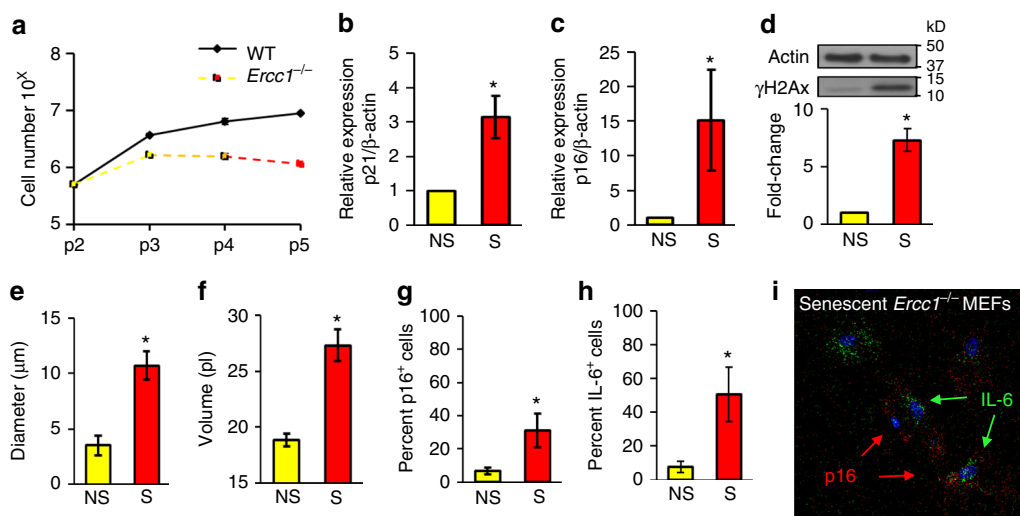 a
WT
Ercc1⁻/⁻
Cell number 10ˣ
8
7
6
5
p2 p3 p4 p5
b
Relative expression
p21/β-actin
5
4
3
2
1
0
*
NS S
c
Relative expression
p16/β-actin
25
20
15
10
5
0
*
NS S
d
kD
Actin
50
37
γH2Ax
15
10
Fold-change
10
5
0
*
NS S
e
Diameter (μm)
15
10
5
0
*
NS S
f
Volume (pl)
30
25
20
15
*
NS S
g
Percent p16⁺ cells
100
80
60
40
20
0
*
NS S
h
Percent IL-6⁺ cells
100
80
60
40
20
0
*
NS S
i
Senescent Ercc1⁻/⁻ MEFs
IL-6
p16